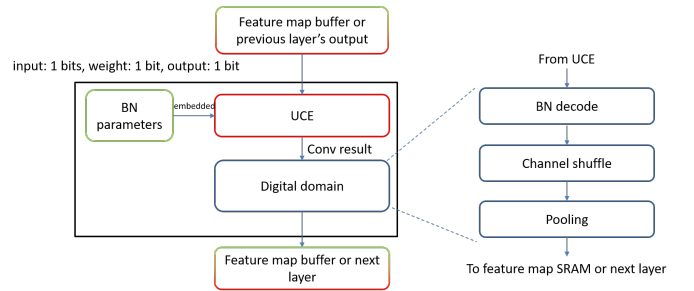 Feature map buffer or
previous layer's output
input: 1 bits, weight: 1 bit, output: 1 bit
BN
parameters
embedded
UCE
Conv result
Digital domain
Feature map buffer or next
layer
From UCE
BN decode
Channel shuffle
Pooling
To feature map SRAM or next layer